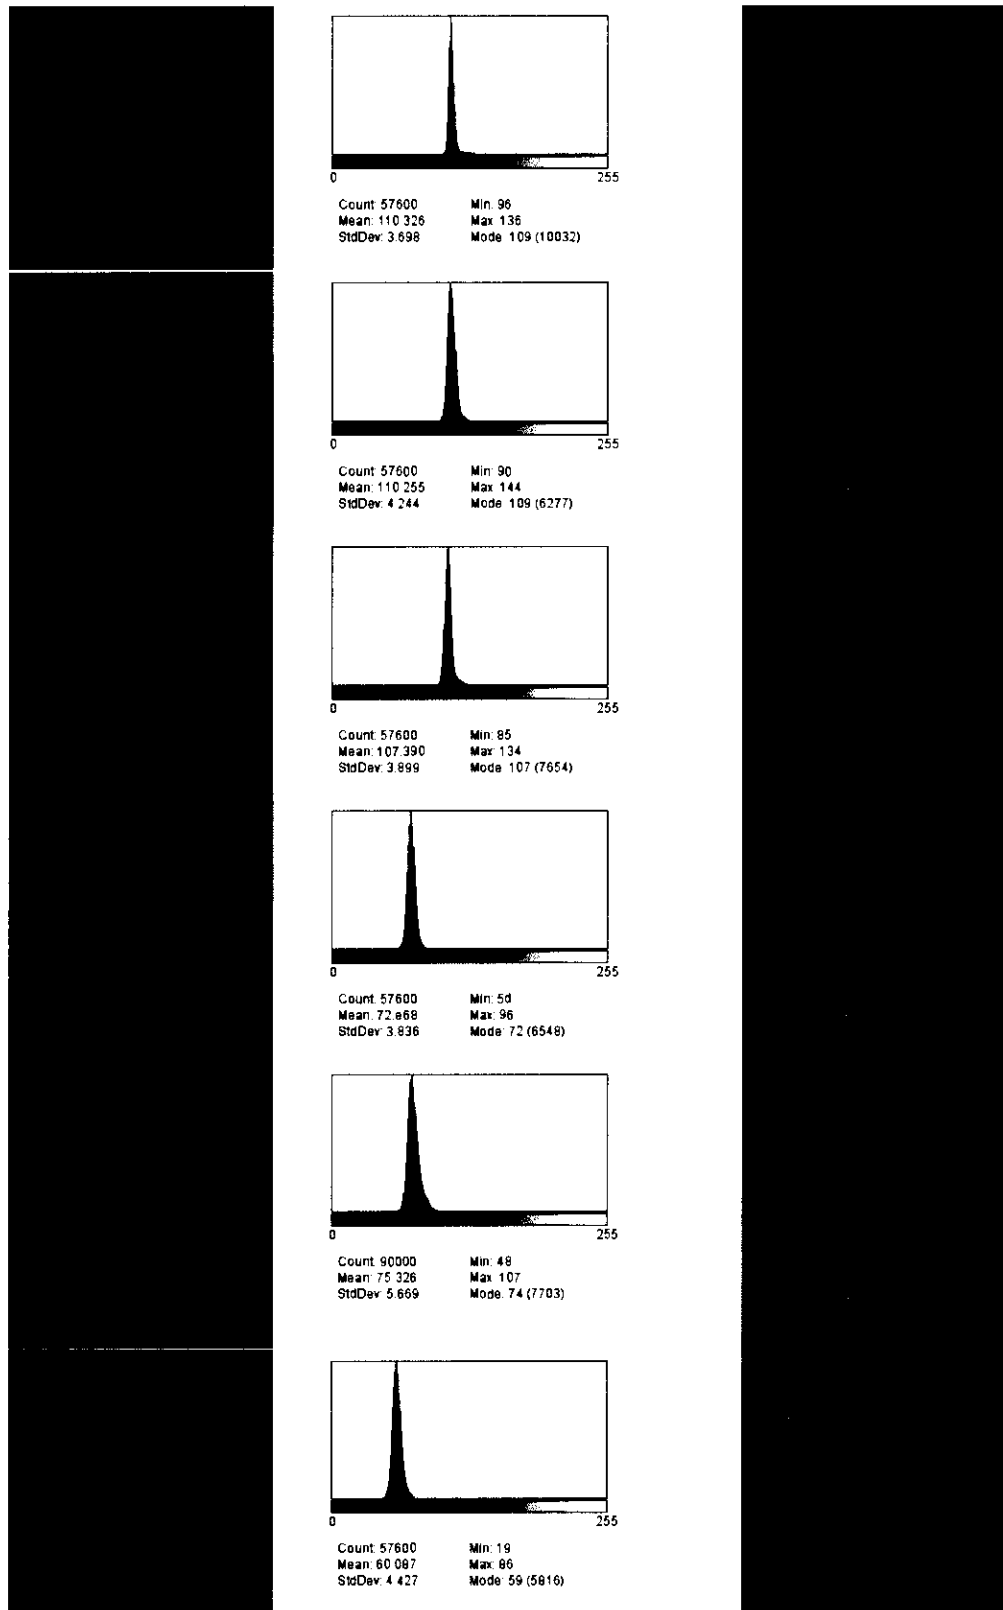 0 255
Count: 57600 Min: 96
Mean: 110.326 Max: 136
StdDev: 3.698 Mode: 109 (10032)
0 255
Count: 57600 Min: 90
Mean: 110.255 Max: 144
StdDev: 4.244 Mode: 109 (6277)
0 255
Count: 57600 Min: 85
Mean: 107.390 Max: 134
StdDev: 3.899 Mode: 107 (7654)
0 255
Count: 57600 Min: 50
Mean: 72.868 Max: 96
StdDev: 3.836 Mode: 72 (6548)
0 255
Count: 90000 Min: 48
Mean: 75.326 Max: 107
StdDev: 5.669 Mode: 74 (7703)
0 255
Count: 57600 Min: 19
Mean: 60.087 Max: 86
StdDev: 4.427 Mode: 59 (5816)